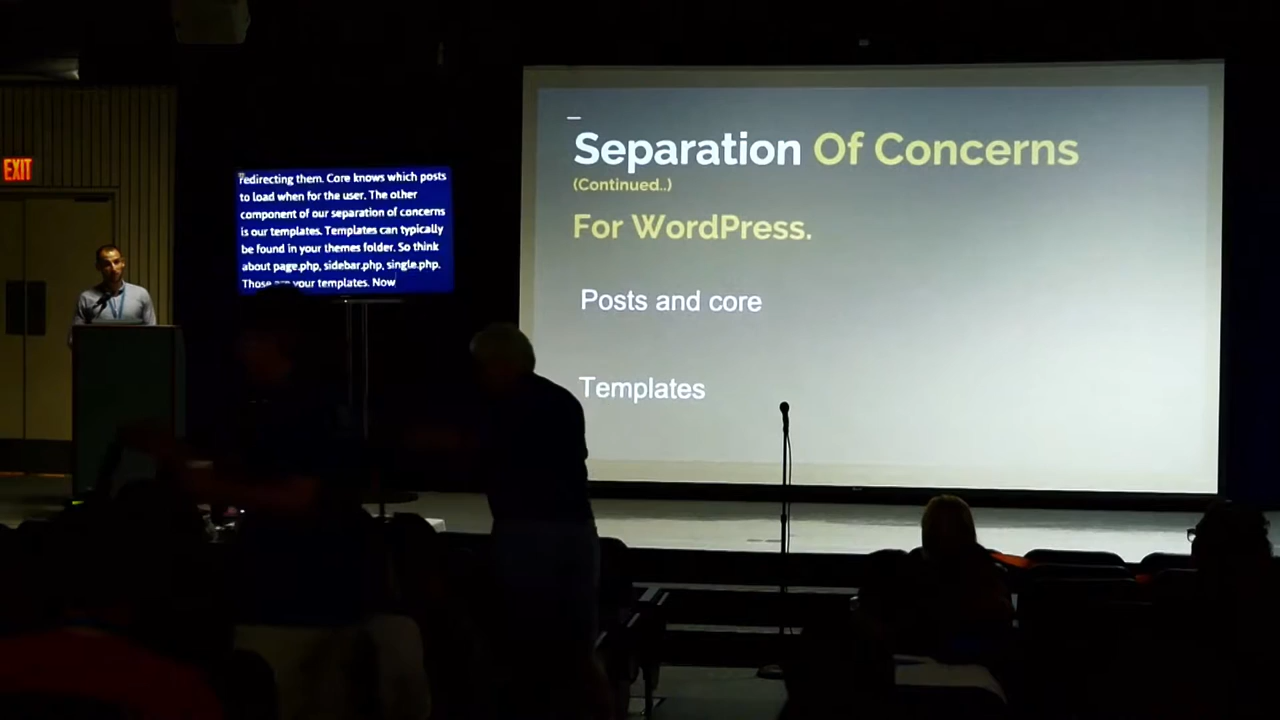 EXIT
redirecting them. Core knows which posts
to load when for the user. The other
component of our separation of concerns
is our templates. Templates can typically
be found in your themes folder. So think
about page.php, sidebar.php, single.php.
Those are your templates. Now
Separation Of Concerns
(Continued..)
For WordPress.
Posts and core
Templates